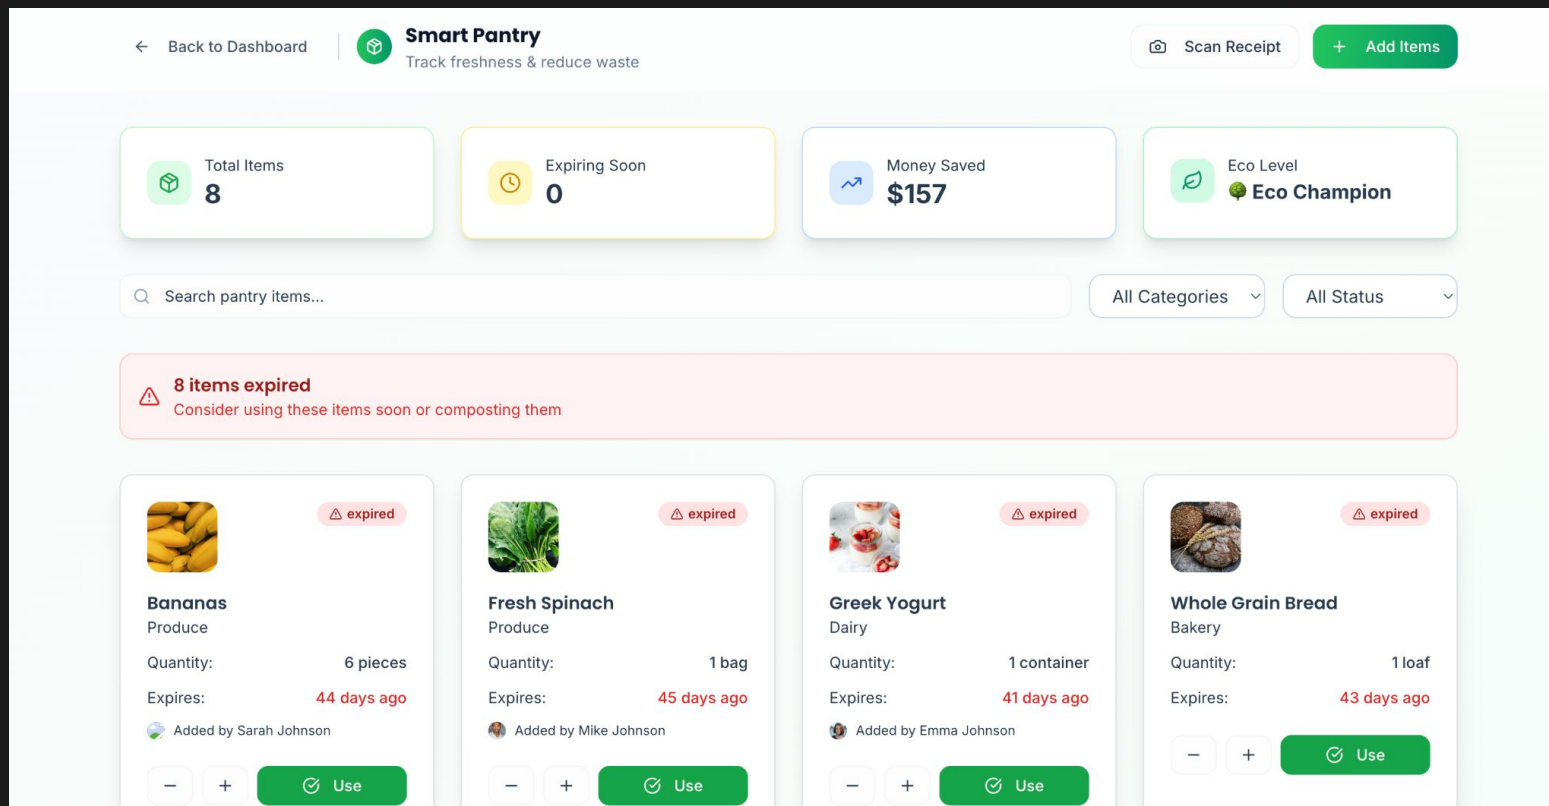 Back to Dashboard
Smart Pantry
Track freshness & reduce waste
Scan Receipt
Add Items
Total Items
8
Expiring Soon
0
Money Saved
$157
Eco Level
Eco Champion
Search pantry items...
All Categories
All Status
8 items expired
Consider using these items soon or composting them
expired
Bananas
Produce
Quantity: 6 pieces
Expires: 44 days ago
Added by Sarah Johnson
Use
expired
Fresh Spinach
Produce
Quantity: 1 bag
Expires: 45 days ago
Added by Mike Johnson
Use
expired
Greek Yogurt
Dairy
Quantity: 1 container
Expires: 41 days ago
Added by Emma Johnson
Use
expired
Whole Grain Bread
Bakery
Quantity: 1 loaf
Expires: 43 days ago
Use